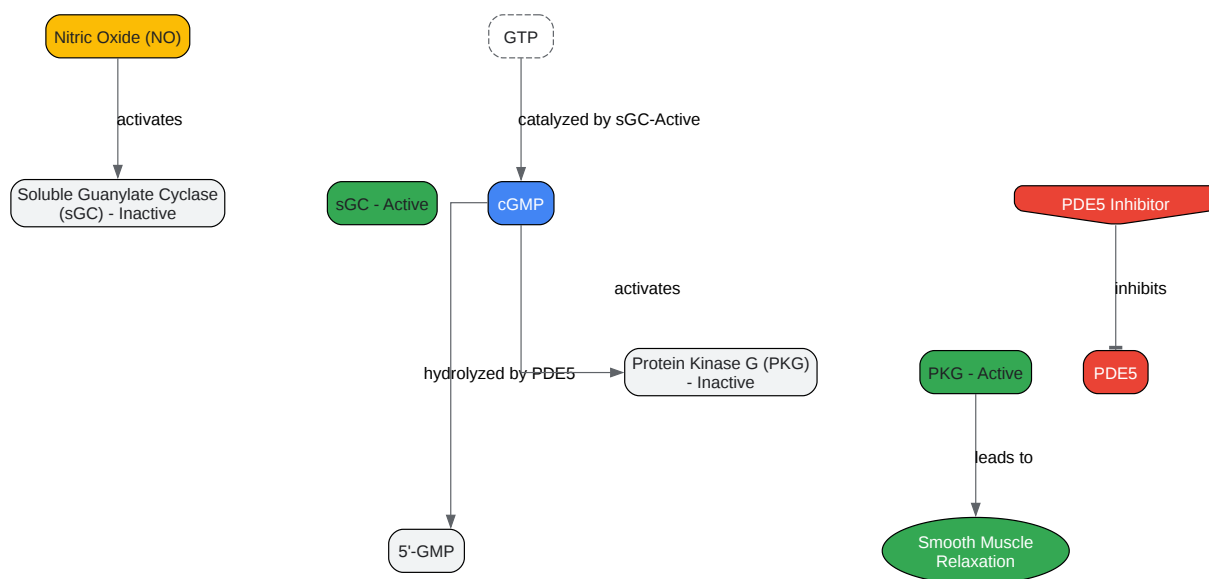 Nitric Oxide (NO)
GTP
activates
catalyzed by sGC-Active
Soluble Guanylate Cyclase
(sGC) - Inactive
sGC - Active
cGMP
PDE5 Inhibitor
activates
inhibits
hydrolyzed by PDE5
Protein Kinase G (PKG)
- Inactive
PKG - Active
PDE5
leads to
5'-GMP
Smooth Muscle
Relaxation